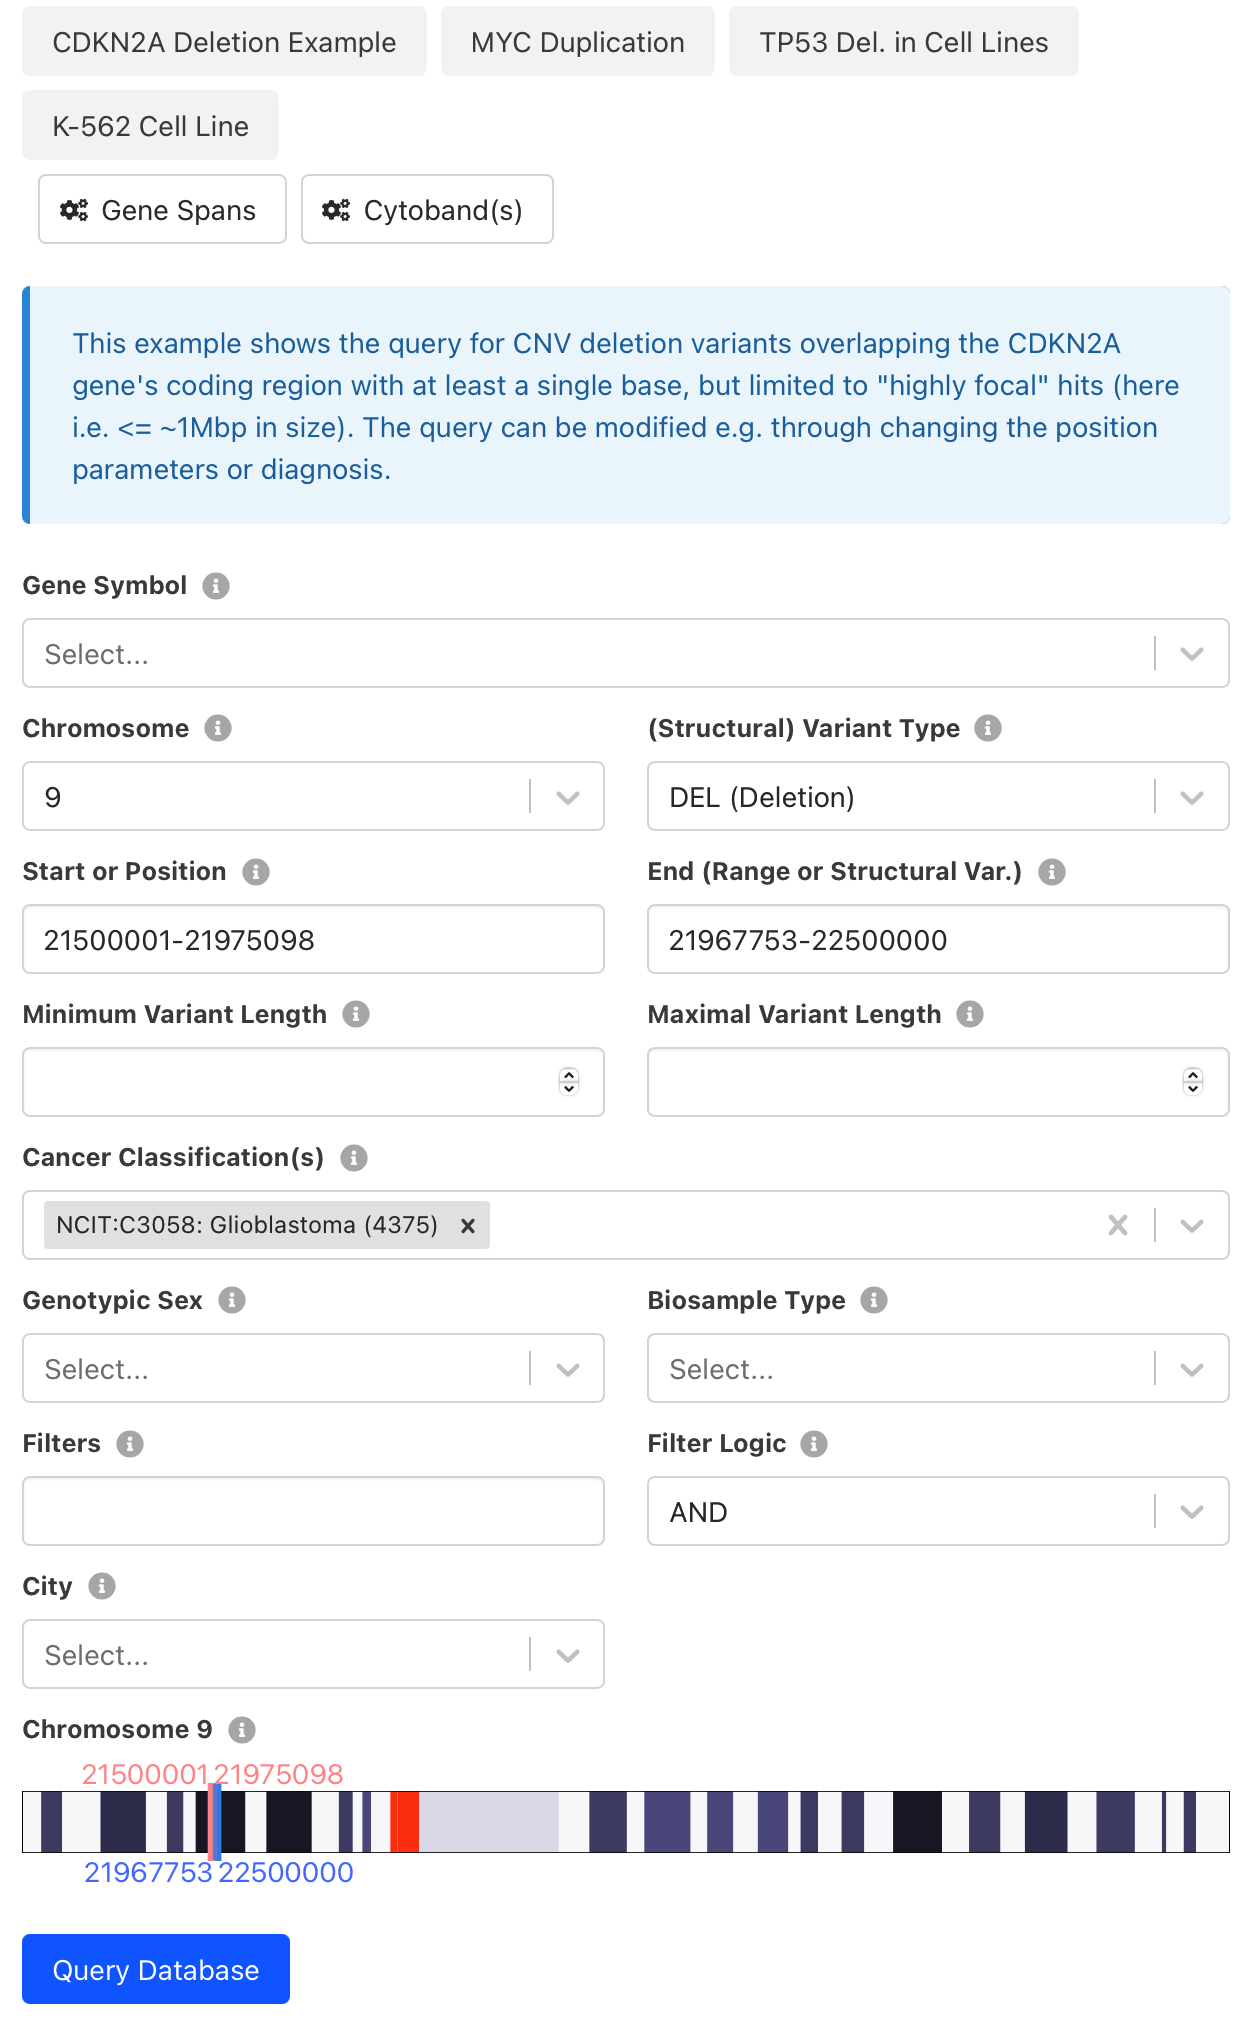 CDKN2A Deletion Example
MYC Duplication
TP53 Del. in Cell Lines
K-562 Cell Line
Gene Spans
Cytoband(s)
This example shows the query for CNV deletion variants overlapping the CDKN2A
gene's coding region with at least a single base, but limited to "highly focal" hits (here
i.e. <= ~1Mbp in size). The query can be modified e.g. through changing the position
parameters or diagnosis.
Gene Symbol
Select...
Chromosome
(Structural) Variant Type
9
DEL (Deletion)
Start or Position
End (Range or Structural Var.)
21500001-21975098
21967753-22500000
Minimum Variant Length
Maximal Variant Length
Cancer Classification(s)
NCIT:C3058: Glioblastoma (4375)
Genotypic Sex
Biosample Type
Select...
Select...
Filters
Filter Logic
AND
City
Select...
Chromosome 9
21500001 21975098
21967753 22500000
Query Database